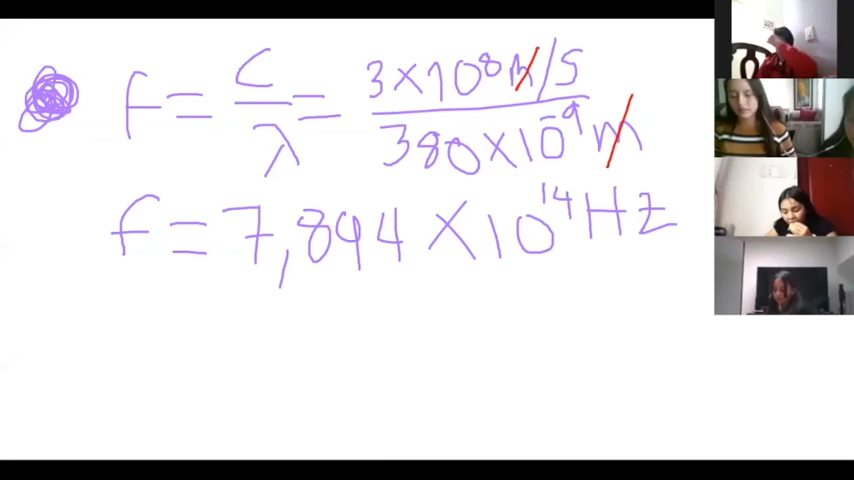 f = C/λ = 3×10⁸ m/s / 380×10⁻⁹ m
f = 7,894 ×10¹⁴ Hz